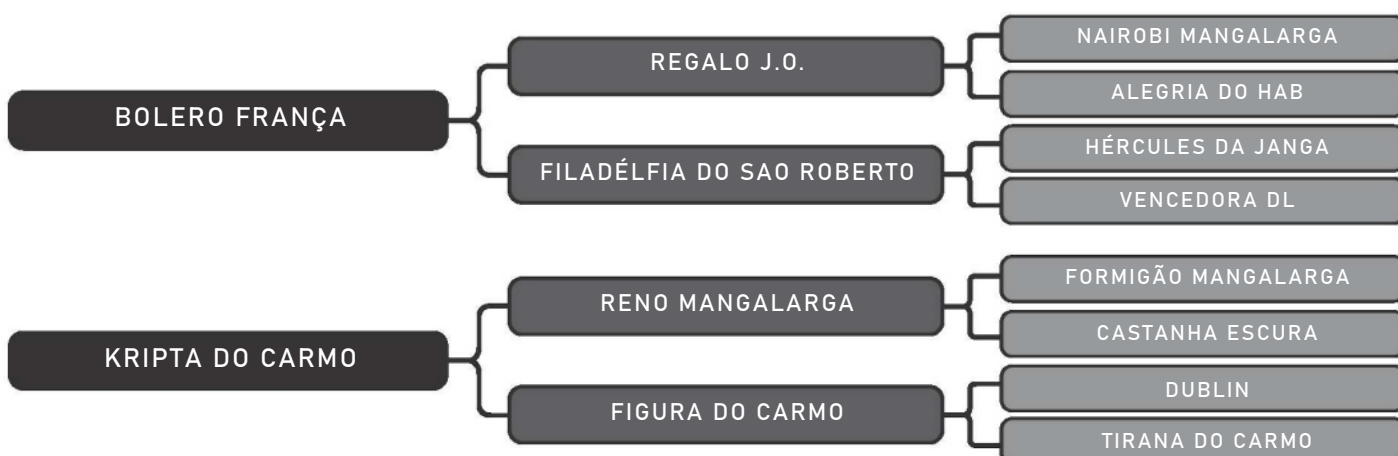 BOLERO FRANÇA
REGALO J.O.
NAIROBI MANGALARGA
ALEGRIA DO HAB
FILADÉLFIA DO SAO ROBERTO
HÉRCULES DA JANGA
VENCEDORA DL
KRIPTA DO CARMO
RENO MANGALARGA
FORMIGÃO MANGALARGA
CASTANHA ESCURA
FIGURA DO CARMO
DUBLIN
TIRANA DO CARMO